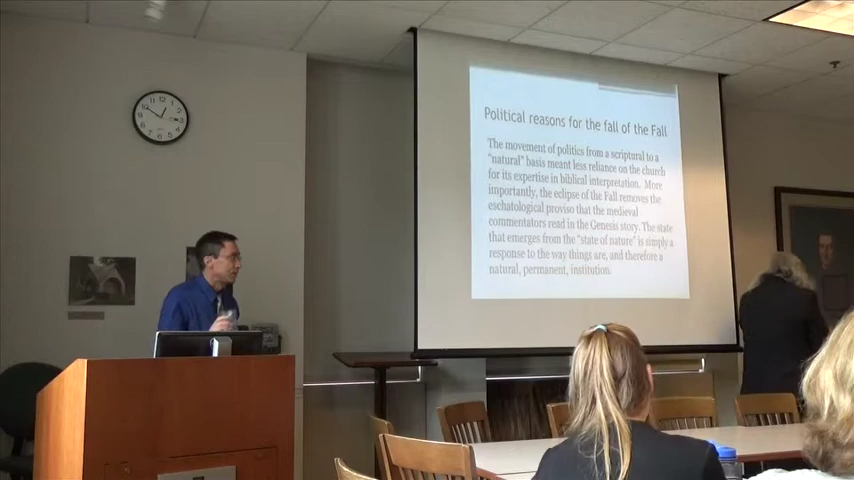 Political reasons for the fall of the Fall
The movement of politics from a scriptural to a
"natural" basis meant less reliance on the church
for its expertise in biblical interpretation. More
importantly, the eclipse of the Fall removes the
eschatological proviso that the medieval
commentators read in the Genesis story. The state
that emerges from the "state of nature" is simply a
response to the way things are, and therefore a
natural, permanent, institution.